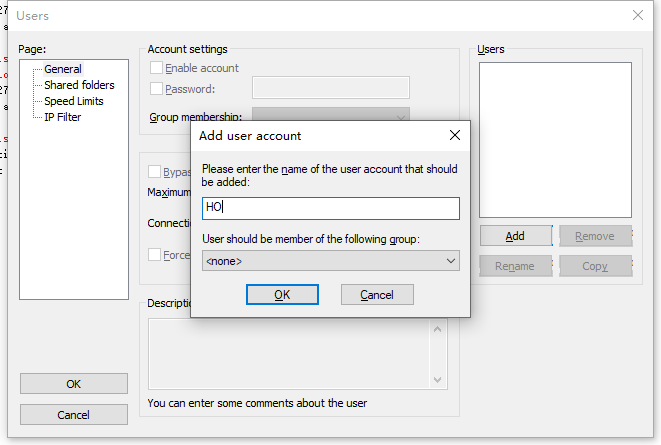 Users
Page:
General
Shared folders
Speed Limits
IP Filter
OK
Cancel
Account settings
Enable account
Password:
Group membership:
Bypas
Maximum
Connectio
Force
Descriptio
You can enter some comments about the user
Users
Add
Remove
Rename
Copy
Add user account
Please enter the name of the user account that should
be added:
HO
User should be member of the following group:
<none>
OK
Cancel